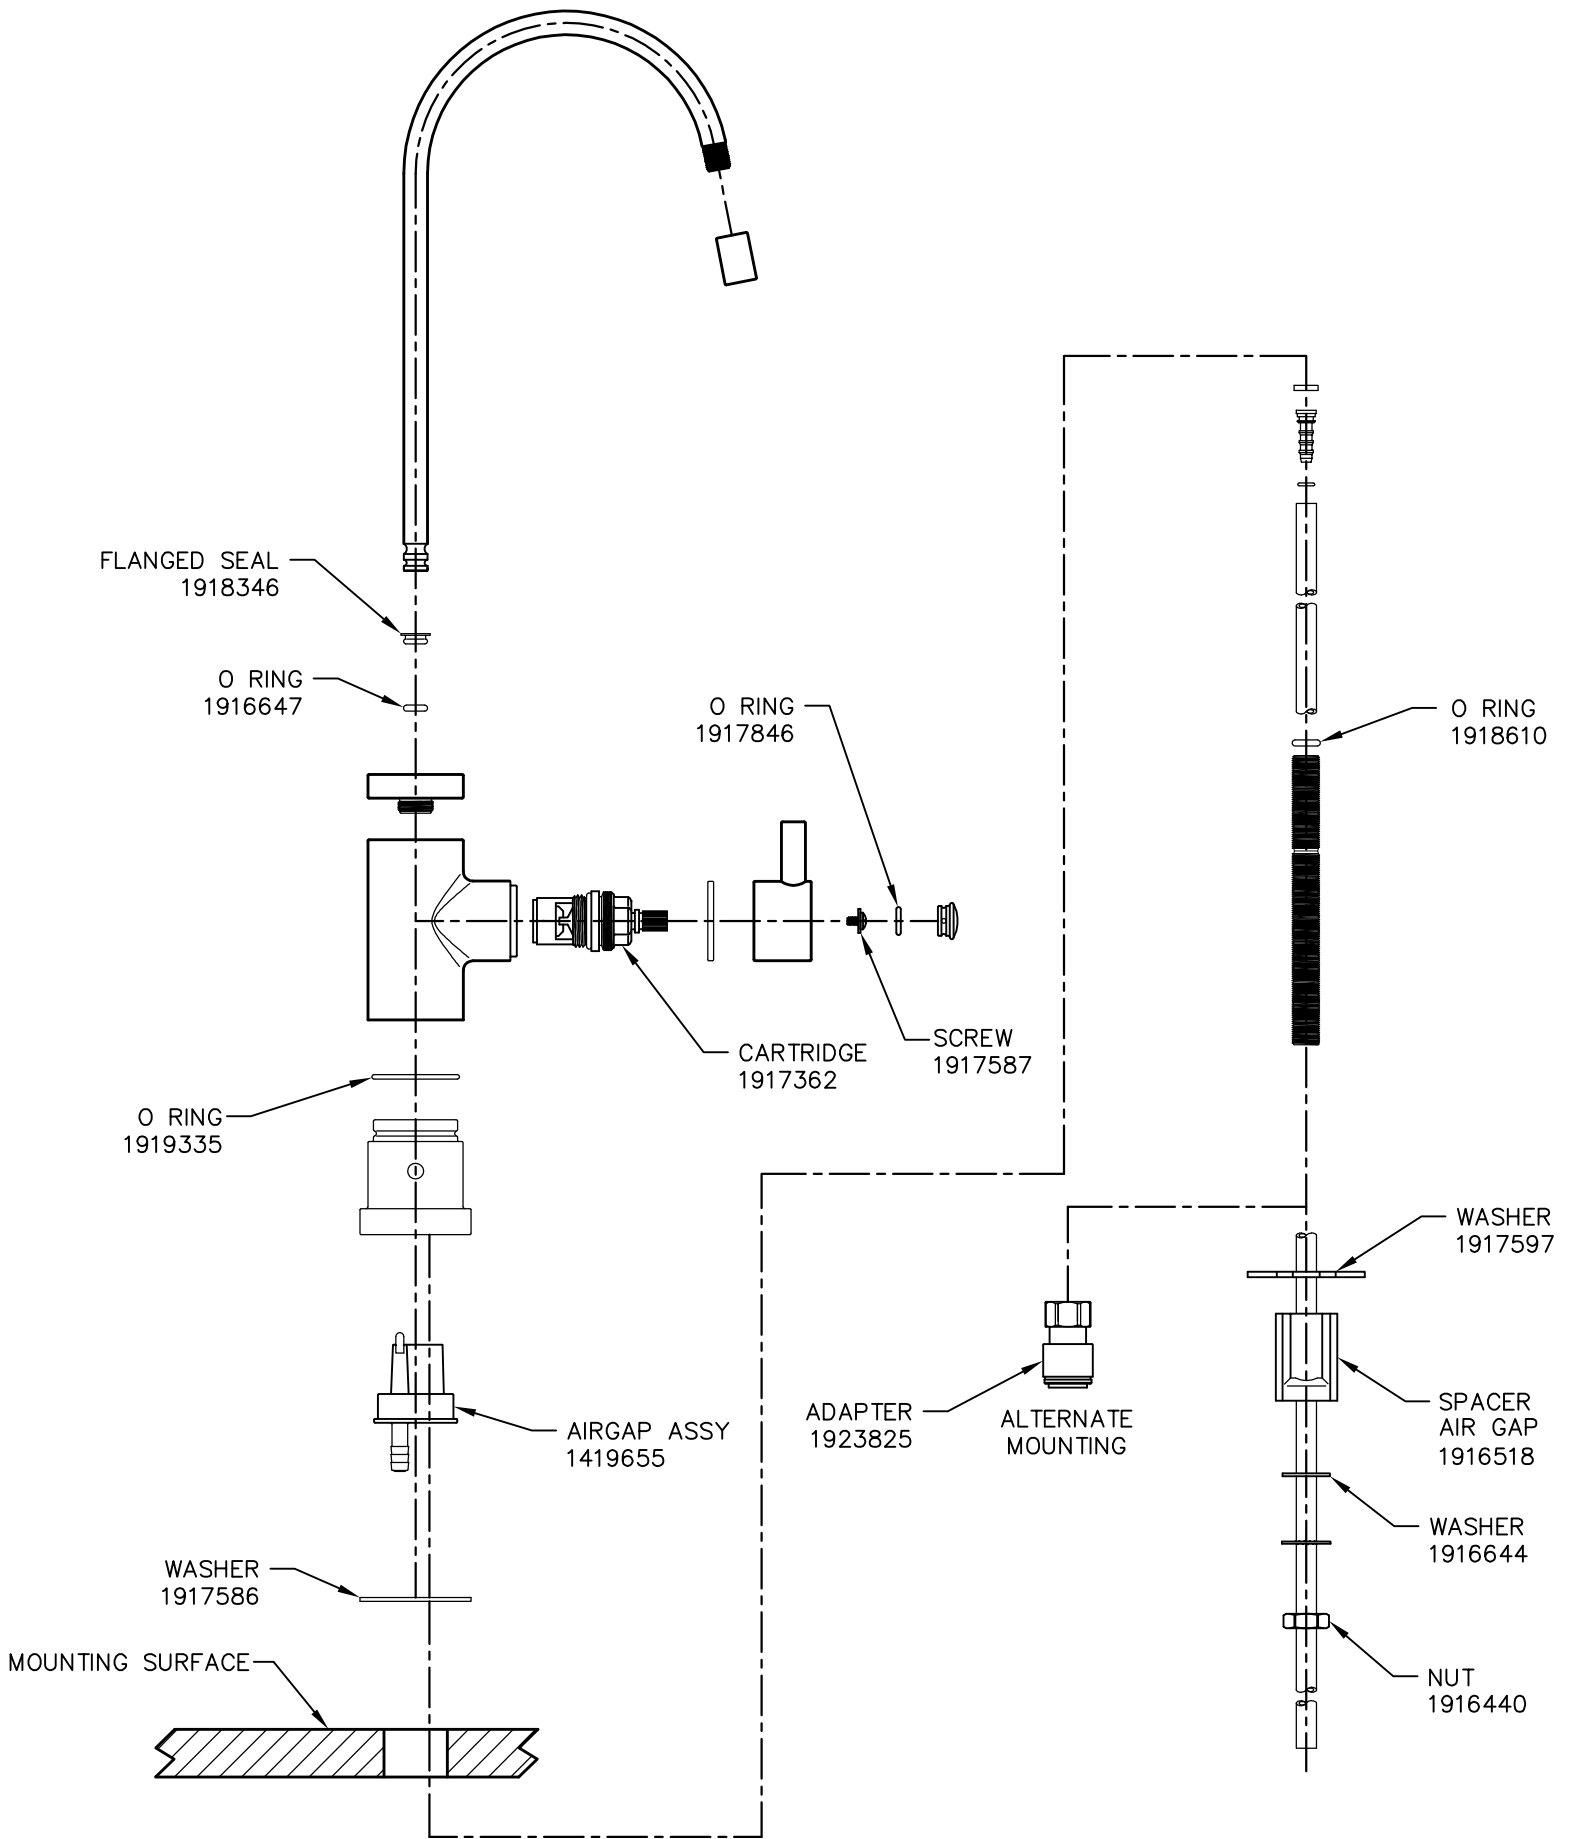 FLANGED SEAL
1918346
O RING
1916647
O RING
1917846
O RING
1918610
SCREW
1917587
CARTRIDGE
1917362
O RING
1919335
WASHER
1917597
ADAPTER
1923825
ALTERNATE
MOUNTING
SPACER
AIR GAP
1916518
AIRGAP ASSY
1419655
WASHER
1916644
WASHER
1917586
MOUNTING SURFACE
NUT
1916440